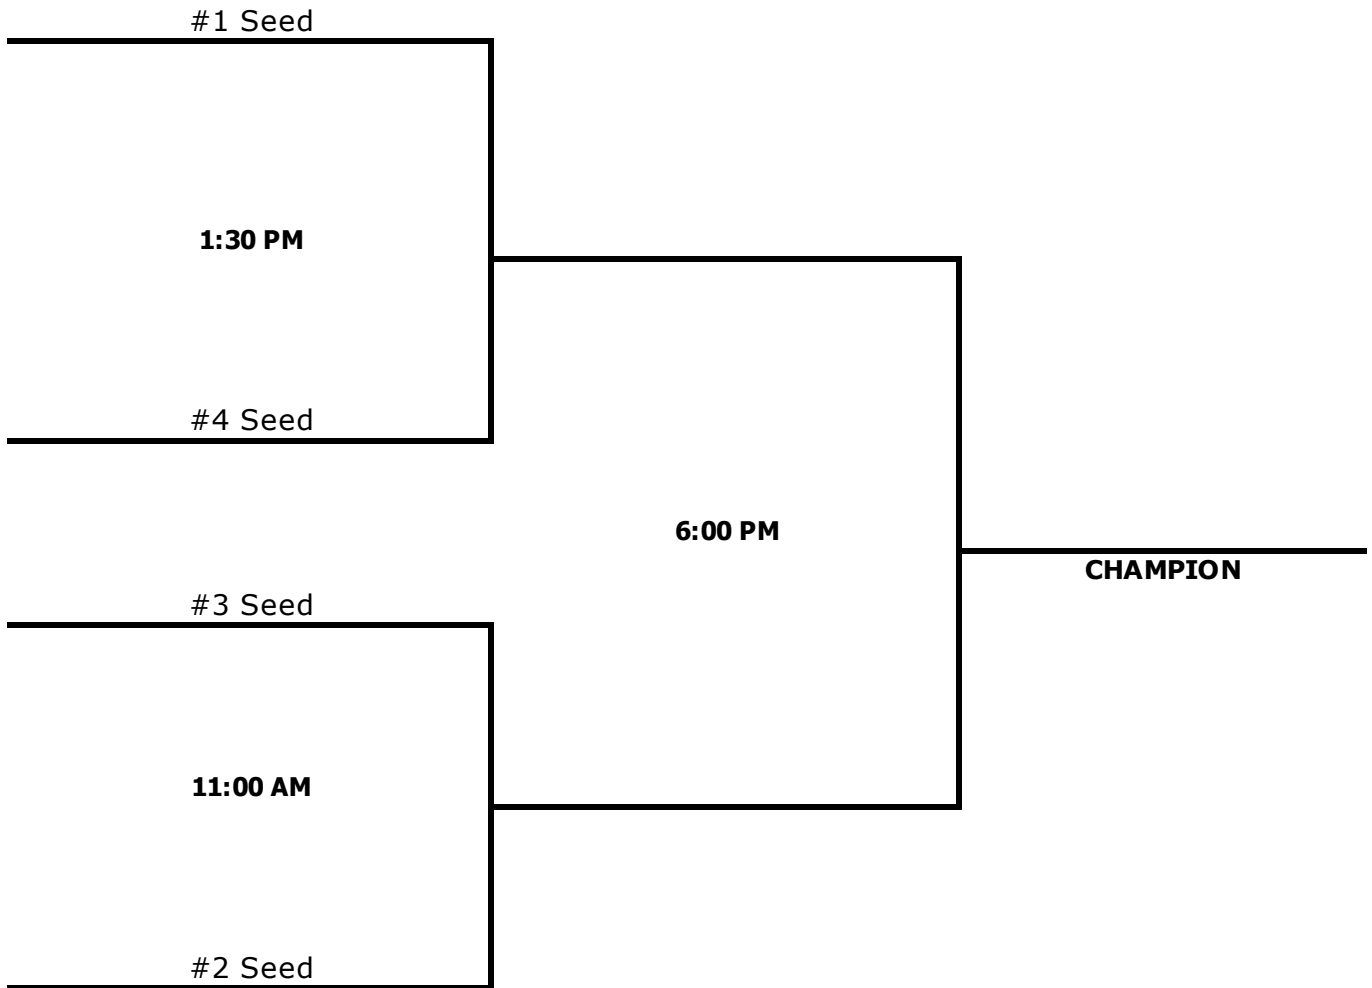 #1 Seed
1:30 PM
#4 Seed
6:00 PM
CHAMPION
#3 Seed
11:00 AM
#2 Seed